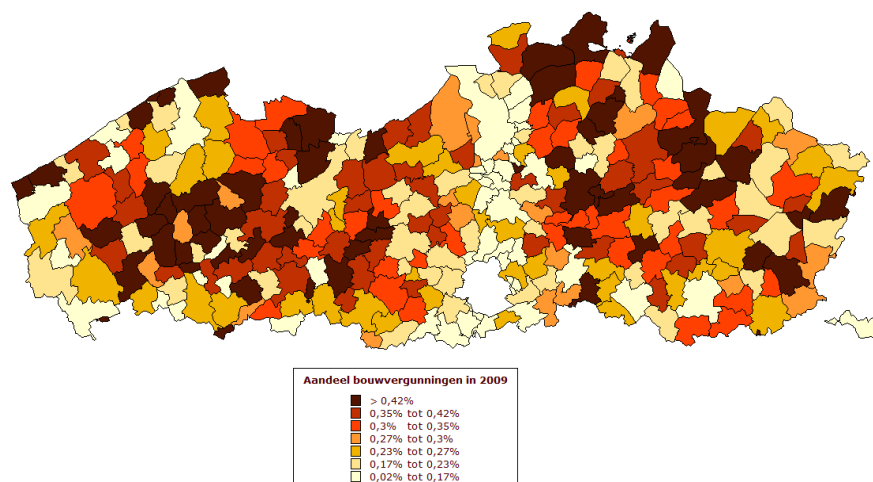 Aandeel bouwvergunningen in 2009
> 0,42%
0,35% tot 0,42%
0,3% tot 0,35%
0,27% tot 0,3%
0,23% tot 0,27%
0,17% tot 0,23%
0,02% tot 0,17%